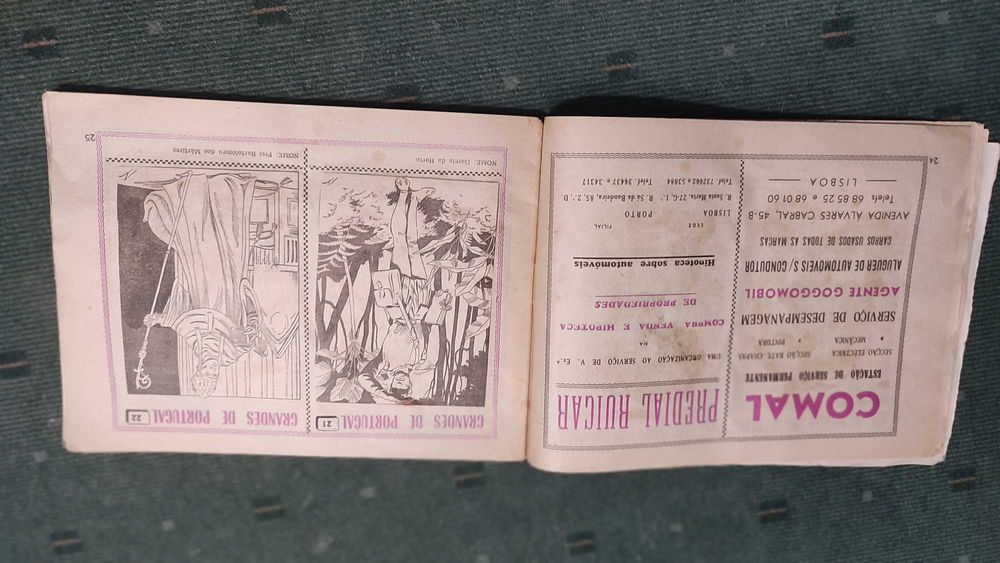 COMAL
ESTAÇÃO DE SERVIÇO PERMANENTE
SECÇÃO ELÉCTRICA SECÇÃO BATE-CHAPAS
• MECÂNICA • PINTURA
SERVIÇO DE DESEMPANAGEM
AGENTE GOGGOMOBIL
ALUGUER DE AUTOMÓVEIS S/ CONDUTOR
CARROS USADOS DE TODAS AS MARCAS
AVENIDA ALVARES CABRAL, 45-B
Telef. 68 85 25 e 68 01 60
— LISBOA —
24
PREDIAL RUICAR
UMA ORGANIZAÇÃO AO SERVIÇO DE V. Ex.ª
NA
COMPRA VENDA E HIPOTECA
DE PROPRIEDADES
Hinoteca sobre automóveis
SEDE FILIAL
LISBOA PORTO
R. Santa Marta, 27-G, 1.º R. Sá da Bandeira, 85, 2.º, D.
Telef. 732662 e 53884 Telef. 34437 e 34317
GRANDES DE PORTUGAL 21
NOME: Garcia da Horta
GRANDES DE PORTUGAL 22
NOME: Frei Bartolomeu dos Mártires
25